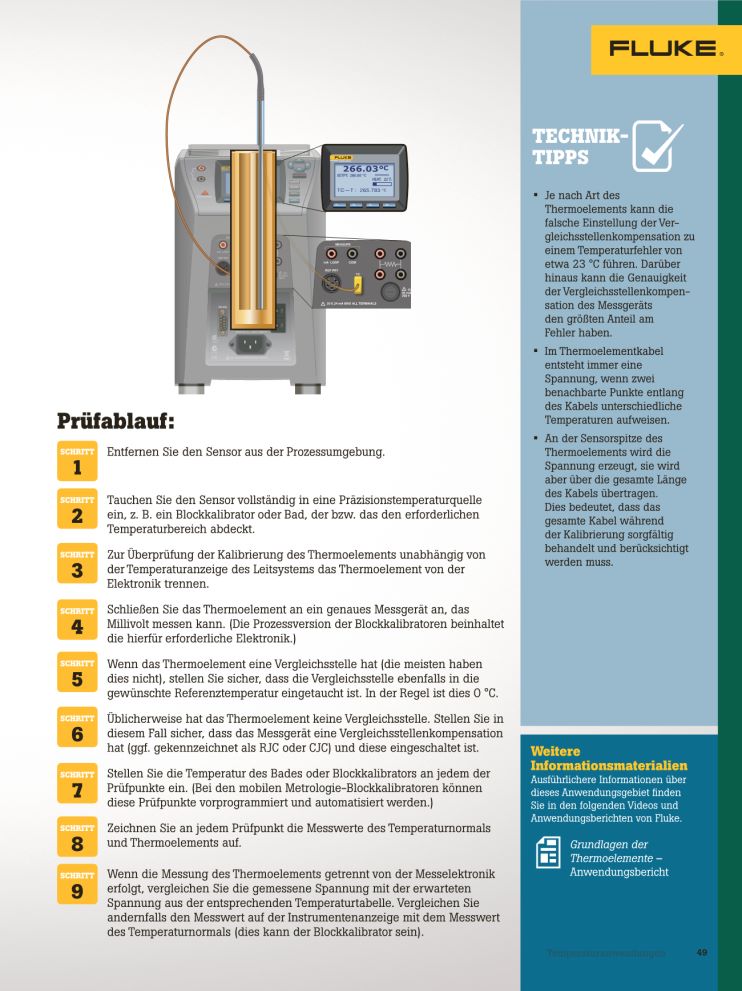 FLUKE®
TECHNIK-
TIPPS
▪ Je nach Art des
Thermoelements kann die
falsche Einstellung der Ver-
gleichsstellenkompensation zu
einem Temperaturfehler von
etwa 23 °C führen. Darüber
hinaus kann die Genauigkeit
der Vergleichsstellenkompen-
sation des Messgeräts
den größten Anteil am
Fehler haben.
▪ Im Thermoelementkabel
entsteht immer eine
Spannung, wenn zwei
benachbarte Punkte entlang
des Kabels unterschiedliche
Temperaturen aufweisen.
▪ An der Sensorspitze des
Thermoelements wird die
Spannung erzeugt, sie wird
aber über die gesamte Länge
des Kabels übertragen.
Dies bedeutet, dass das
gesamte Kabel während
der Kalibrierung sorgfältig
behandelt und berücksichtigt
werden muss.
FLUKE
266.03°C
Prüfablauf:
SCHRITT
1
Entfernen Sie den Sensor aus der Prozessumgebung.
SCHRITT
2
Tauchen Sie den Sensor vollständig in eine Präzisionstemperaturquelle
ein, z. B. ein Blockkalibrator oder Bad, der bzw. das den erforderlichen
Temperaturbereich abdeckt.
SCHRITT
3
Zur Überprüfung der Kalibrierung des Thermoelements unabhängig von
der Temperaturanzeige des Leitsystems das Thermoelement von der
Elektronik trennen.
SCHRITT
4
Schließen Sie das Thermoelement an ein genaues Messgerät an, das
Millivolt messen kann. (Die Prozessversion der Blockkalibratoren beinhaltet
die hierfür erforderliche Elektronik.)
SCHRITT
5
Wenn das Thermoelement eine Vergleichsstelle hat (die meisten haben
dies nicht), stellen Sie sicher, dass die Vergleichsstelle ebenfalls in die
gewünschte Referenztemperatur eingetaucht ist. In der Regel ist dies 0 °C.
SCHRITT
6
Üblicherweise hat das Thermoelement keine Vergleichsstelle. Stellen Sie in
diesem Fall sicher, dass das Messgerät eine Vergleichsstellenkompensation
hat (ggf. gekennzeichnet als RJC oder CJC) und diese eingeschaltet ist.
SCHRITT
7
Stellen Sie die Temperatur des Bades oder Blockkalibrators an jedem der
Prüfpunkte ein. (Bei den mobilen Metrologie-Blockkalibratoren können
diese Prüfpunkte vorprogrammiert und automatisiert werden.)
SCHRITT
8
Zeichnen Sie an jedem Prüfpunkt die Messwerte des Temperaturnormals
und Thermoelements auf.
SCHRITT
9
Wenn die Messung des Thermoelements getrennt von der Messelektronik
erfolgt, vergleichen Sie die gemessene Spannung mit der erwarteten
Spannung aus der entsprechenden Temperaturtabelle. Vergleichen Sie
andernfalls den Messwert auf der Instrumentenanzeige mit dem Messwert
des Temperaturnormals (dies kann der Blockkalibrator sein).
Weitere
Informationsmaterialien
Ausführlichere Informationen über
dieses Anwendungsgebiet finden
Sie in den folgenden Videos und
Anwendungsberichten von Fluke.
Grundlagen der
Thermoelemente –
Anwendungsbericht
Temperaturanwendungen 49